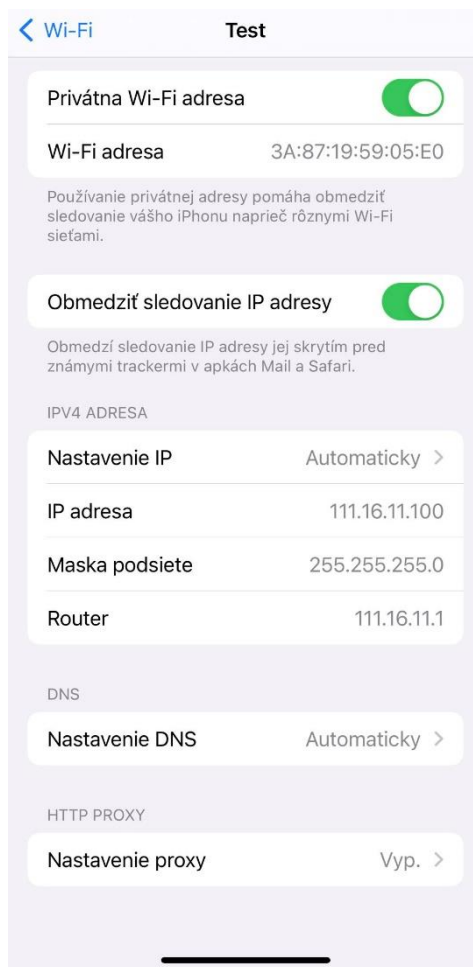 Wi-Fi Test
Privátna Wi-Fi adresa
Wi-Fi adresa 3A:87:19:59:05:E0
Používanie privátnej adresy pomáha obmedziť
sledovanie vášho iPhonu naprieč rôznymi Wi-Fi
sieťami.
Obmedziť sledovanie IP adresy
Obmedzí sledovanie IP adresy jej skrytím pred
známymi trackermi v apkách Mail a Safari.
IPV4 ADRESA
Nastavenie IP Automaticky
IP adresa 111.16.11.100
Maska podsiete 255.255.255.0
Router 111.16.11.1
DNS
Nastavenie DNS Automaticky
HTTP PROXY
Nastavenie proxy Vyp.